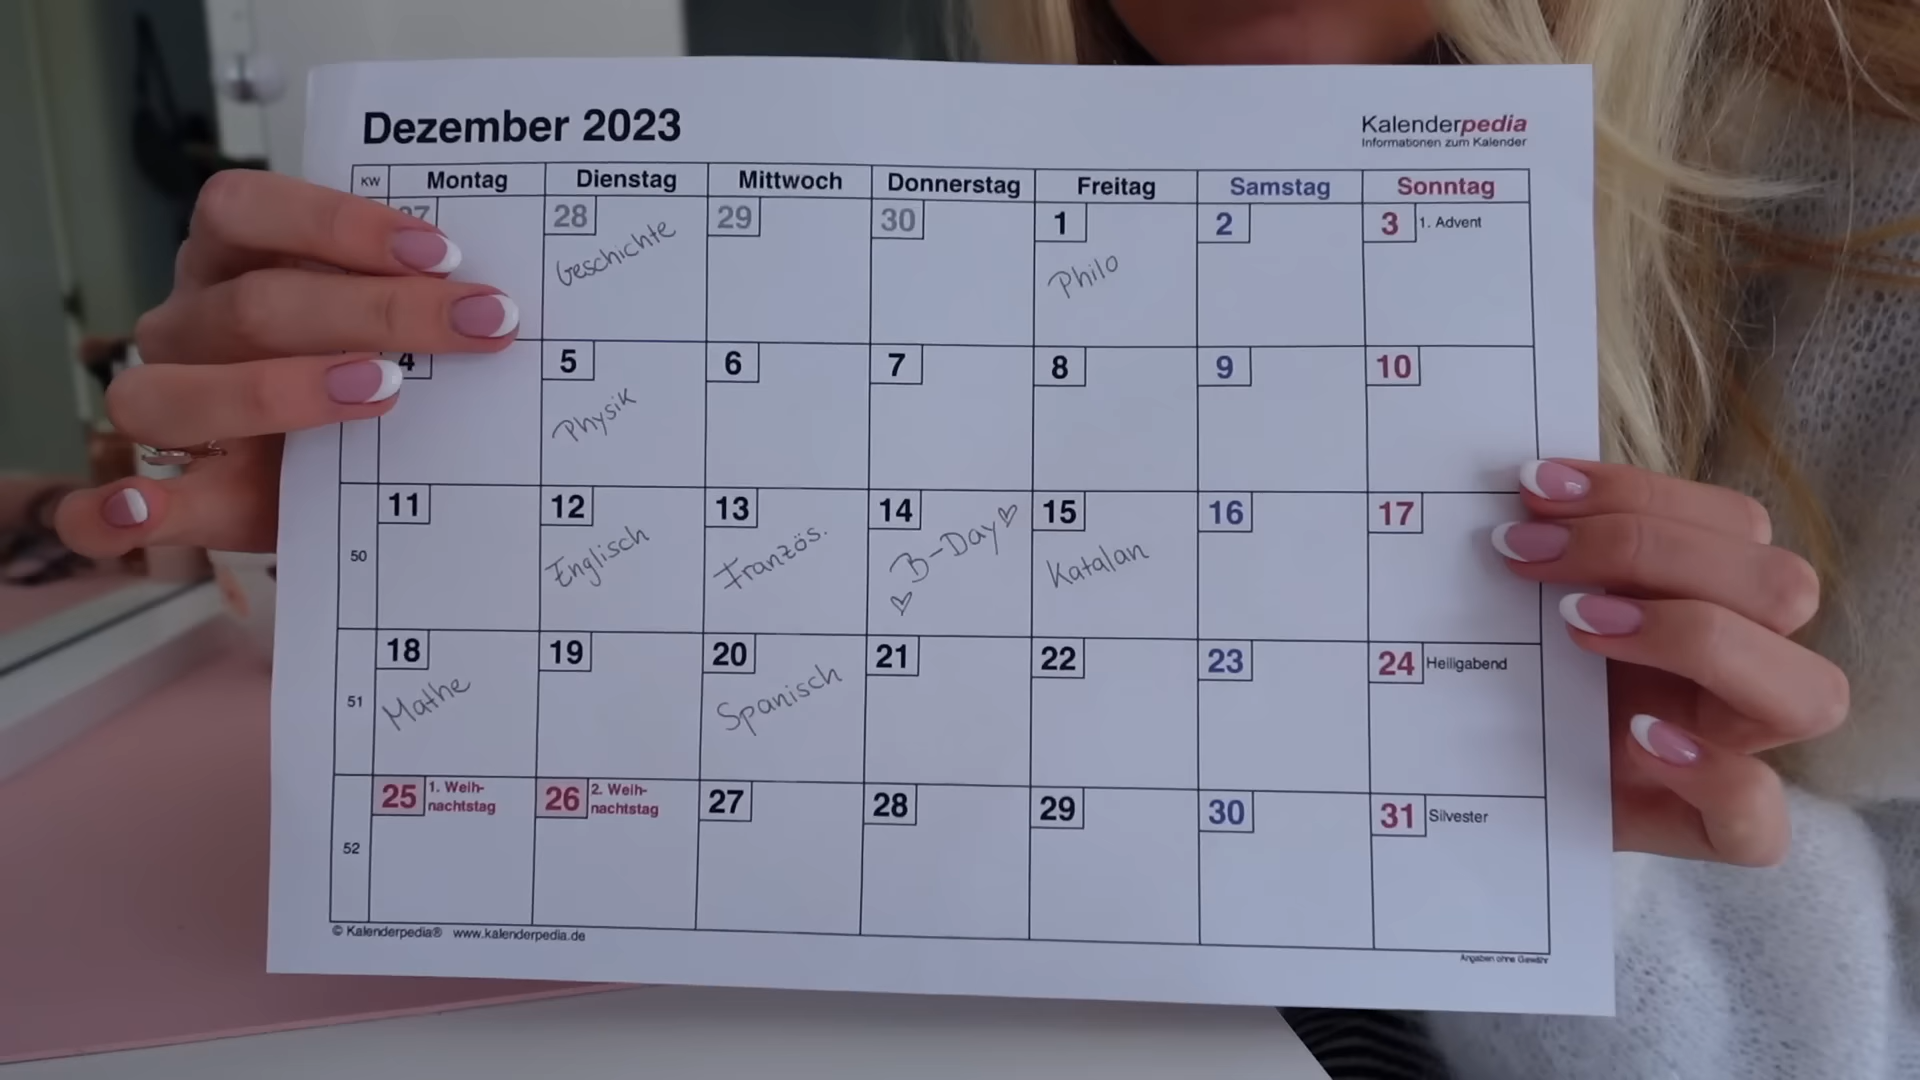 Dezember 2023
Kalenderpedia
Informationen zum Kalender
KW Montag Dienstag Mittwoch Donnerstag Freitag Samstag Sonntag
27 28 29 30 1 2 3 1. Advent
Geschichte Philo
4 5 6 7 8 9 10
Physik
11 12 13 14 15 16 17
50 Englisch Französ. B-Day Katalan
18 19 20 21 22 23 24 Heiligabend
51 Mathe Spanisch
25 1. Weih- 26 2. Weih- 27 28 29 30 31 Silvester
nachtstag nachtstag
52
© Kalenderpedia® www.kalenderpedia.de
Angaben ohne Gewähr